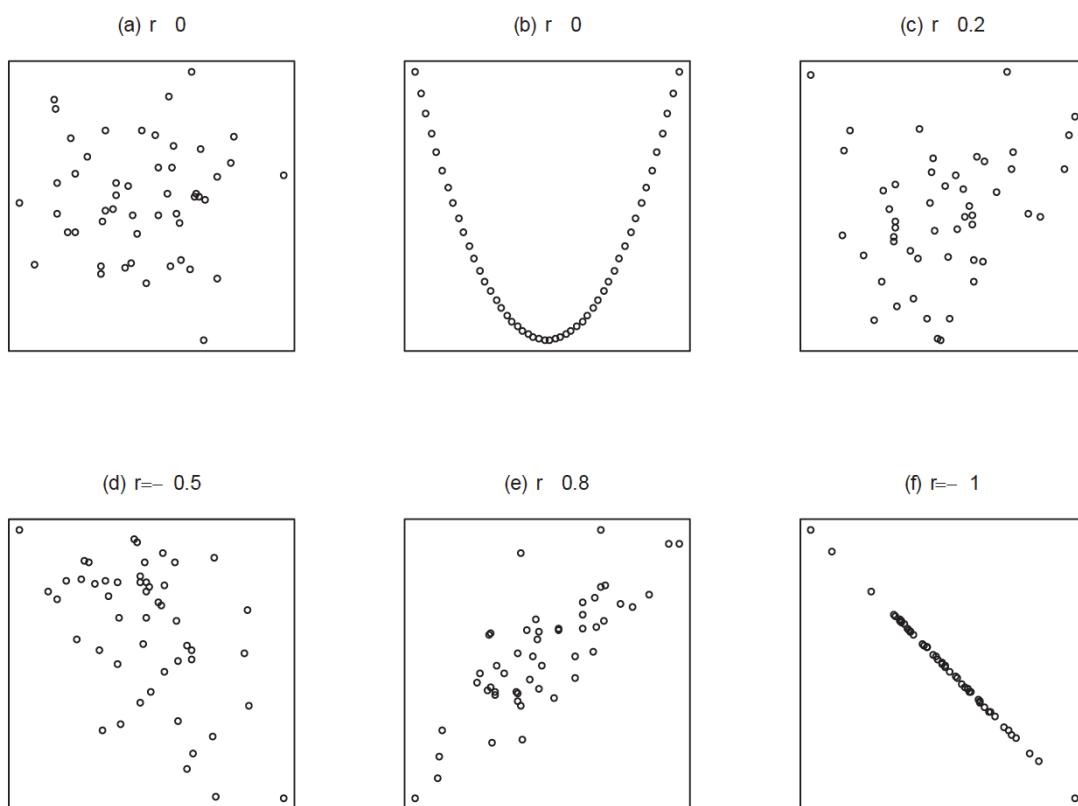 (a) r 0
(b) r 0
(c) r 0.2
(d) r=− 0.5
(e) r 0.8
(f) r=− 1